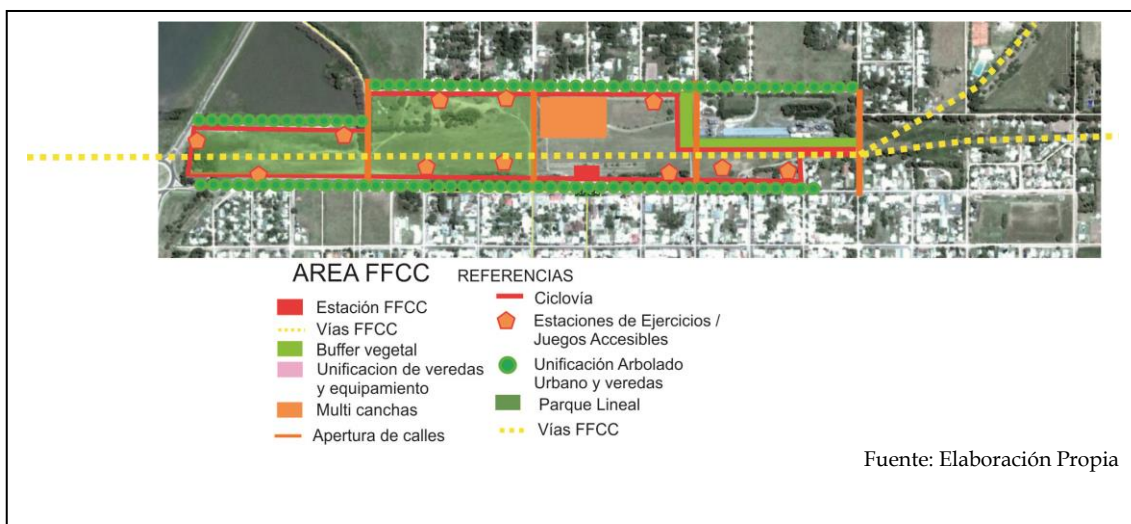 AREA FFCC
REFERENCIAS
Estación FFCC
Vías FFCC
Buffer vegetal
Unificacion de veredas
y equipamiento
Multi canchas
Apertura de calles
Ciclovía
Estaciones de Ejercicios /
Juegos Accesibles
Unificación Arbolado
Urbano y veredas
Parque Lineal
Vías FFCC
Fuente: Elaboración Propia